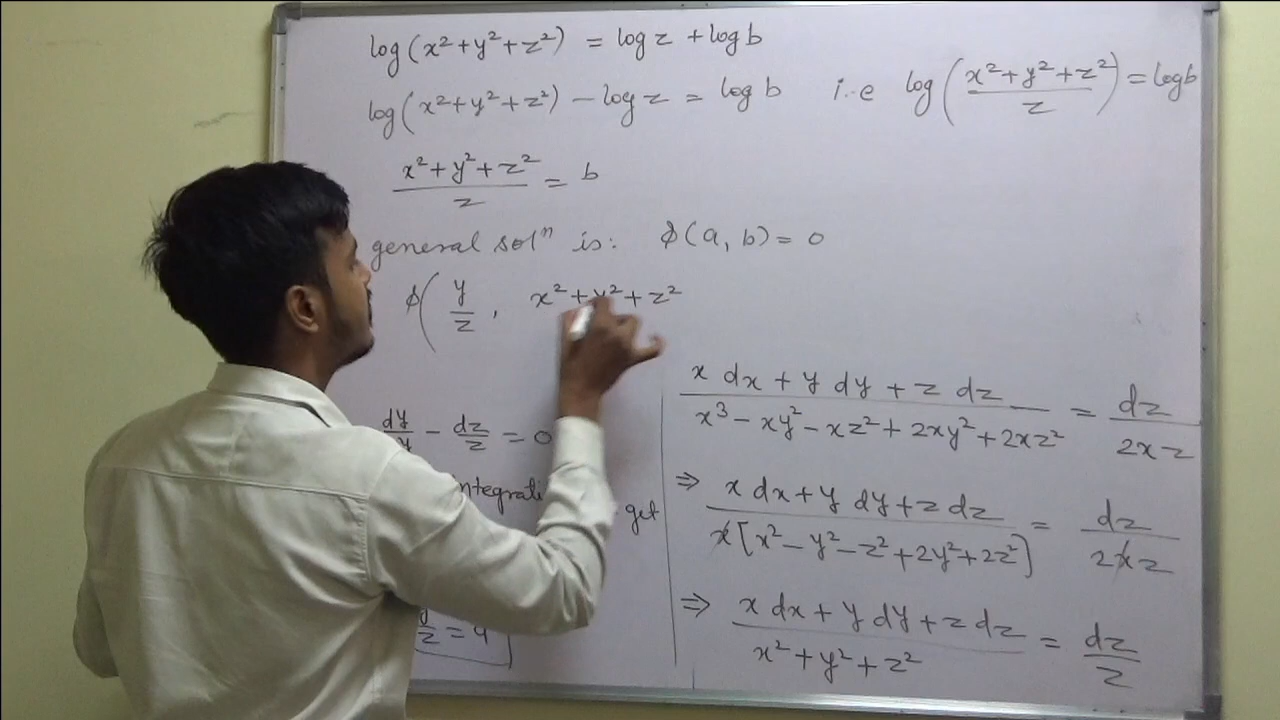 log(x²+y²+z²) = log z + log b
log(x²+y²+z²) - log z = log b i.e log((x²+y²+z²)/z) = log b
(x²+y²+z²)/z = b
general solⁿ is: ϕ(a, b) = 0
ϕ( y/z , x²+y²+z²
dy/y - dz/z = 0
get
y/z = a
(x dx + y dy + z dz)/(x³ - xy² - xz² + 2xy² + 2xz²) = dz/2xz
⇒ (x dx + y dy + z dz)/(x[x² - y² - z² + 2y² + 2z²]) = dz/2xz
⇒ (x dx + y dy + z dz)/(x² + y² + z²) = dz/z